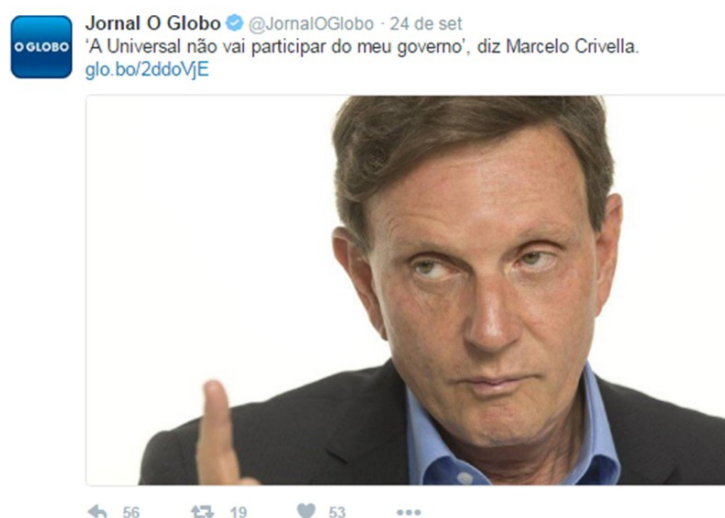 Jornal O Globo @JornalOGlobo · 24 de set
O GLOBO
'A Universal não vai participar do meu governo', diz Marcelo Crivella.
glo.bo/2ddoVjE
56 19 53